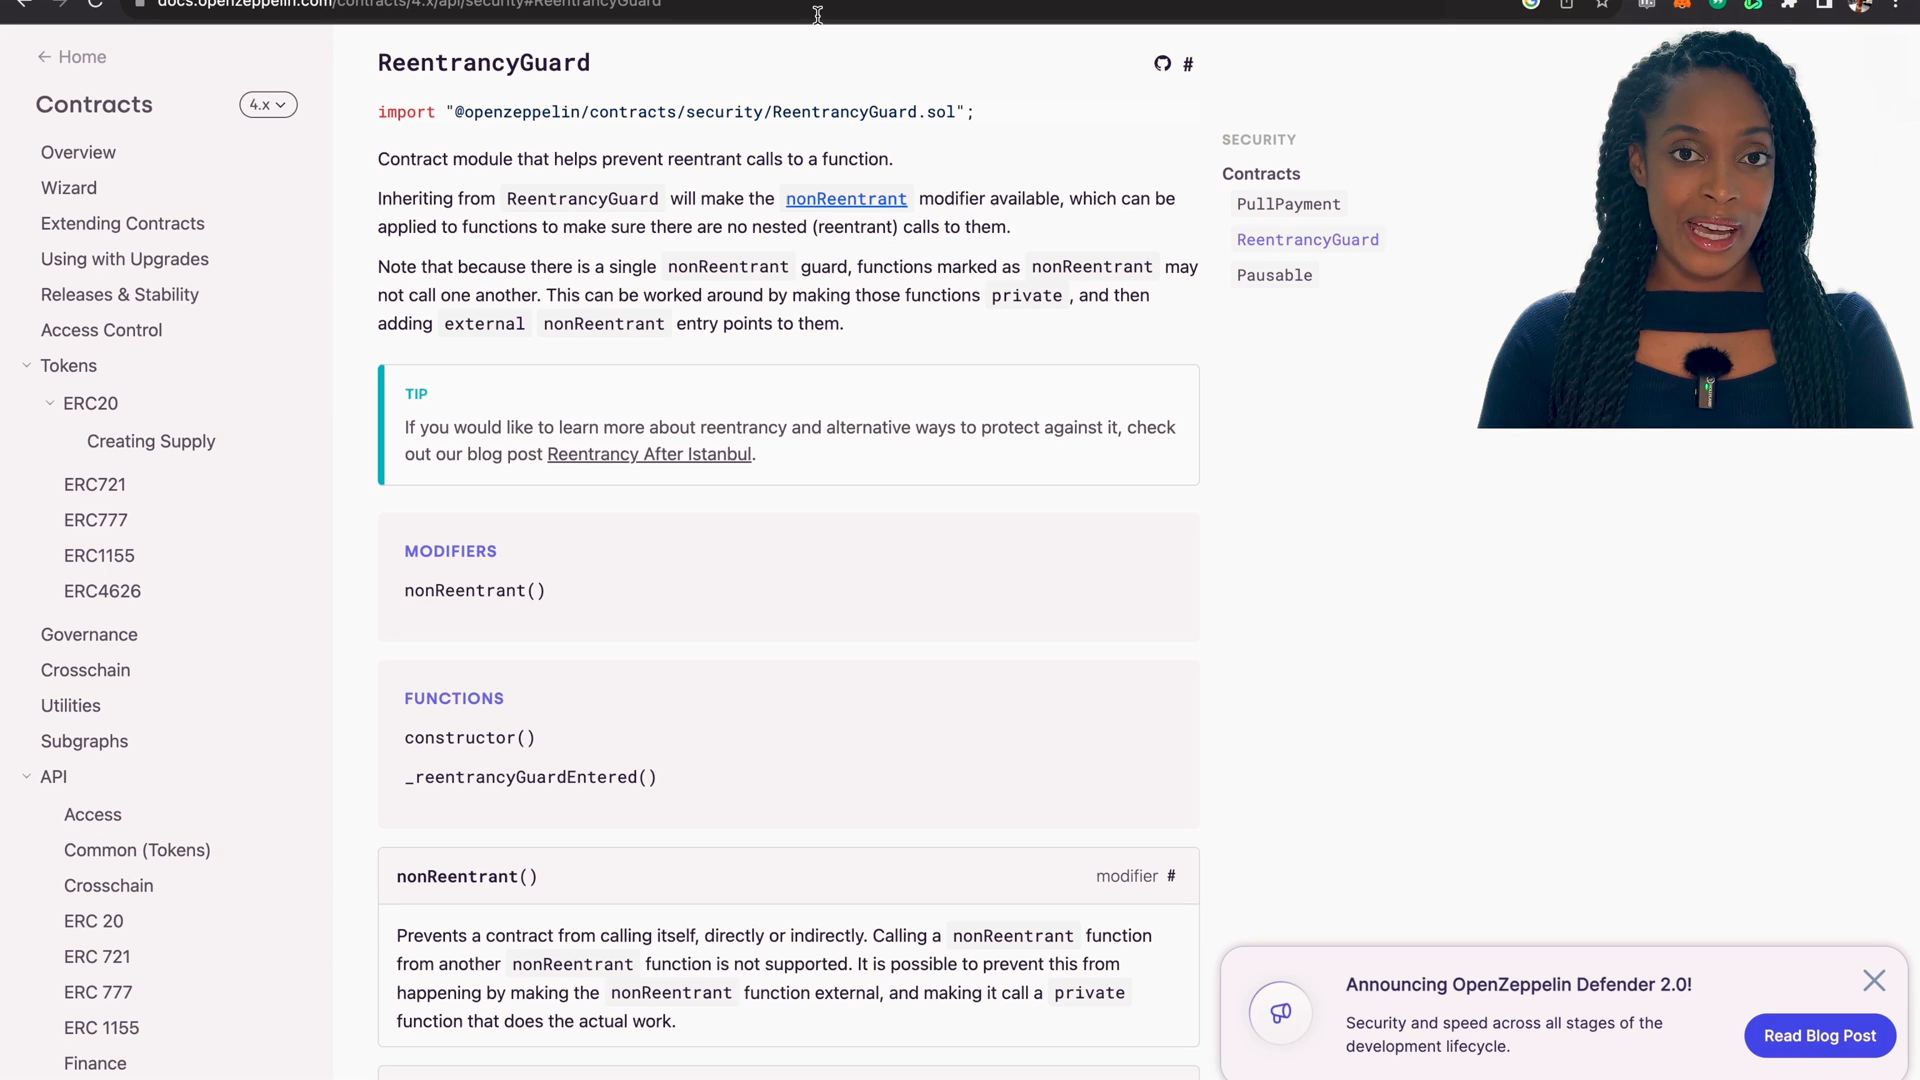 docs.openzeppelin.com/contracts/4.x/api/security#ReentrancyGuard
← Home
Contracts
4.x
Overview
Wizard
Extending Contracts
Using with Upgrades
Releases & Stability
Access Control
Tokens
ERC20
Creating Supply
ERC721
ERC777
ERC1155
ERC4626
Governance
Crosschain
Utilities
Subgraphs
API
Access
Common (Tokens)
Crosschain
ERC 20
ERC 721
ERC 777
ERC 1155
Finance
ReentrancyGuard
#
import "@openzeppelin/contracts/security/ReentrancyGuard.sol";
Contract module that helps prevent reentrant calls to a function.
Inheriting from ReentrancyGuard will make the nonReentrant modifier available, which can be
applied to functions to make sure there are no nested (reentrant) calls to them.
Note that because there is a single nonReentrant guard, functions marked as nonReentrant may
not call one another. This can be worked around by making those functions private , and then
adding external nonReentrant entry points to them.
TIP
If you would like to learn more about reentrancy and alternative ways to protect against it, check
out our blog post Reentrancy After Istanbul.
MODIFIERS
nonReentrant()
FUNCTIONS
constructor()
_reentrancyGuardEntered()
nonReentrant()
modifier #
Prevents a contract from calling itself, directly or indirectly. Calling a nonReentrant function
from another nonReentrant function is not supported. It is possible to prevent this from
happening by making the nonReentrant function external, and making it call a private
function that does the actual work.
SECURITY
Contracts
PullPayment
ReentrancyGuard
Pausable
Announcing OpenZeppelin Defender 2.0!
Security and speed across all stages of the
development lifecycle.
Read Blog Post